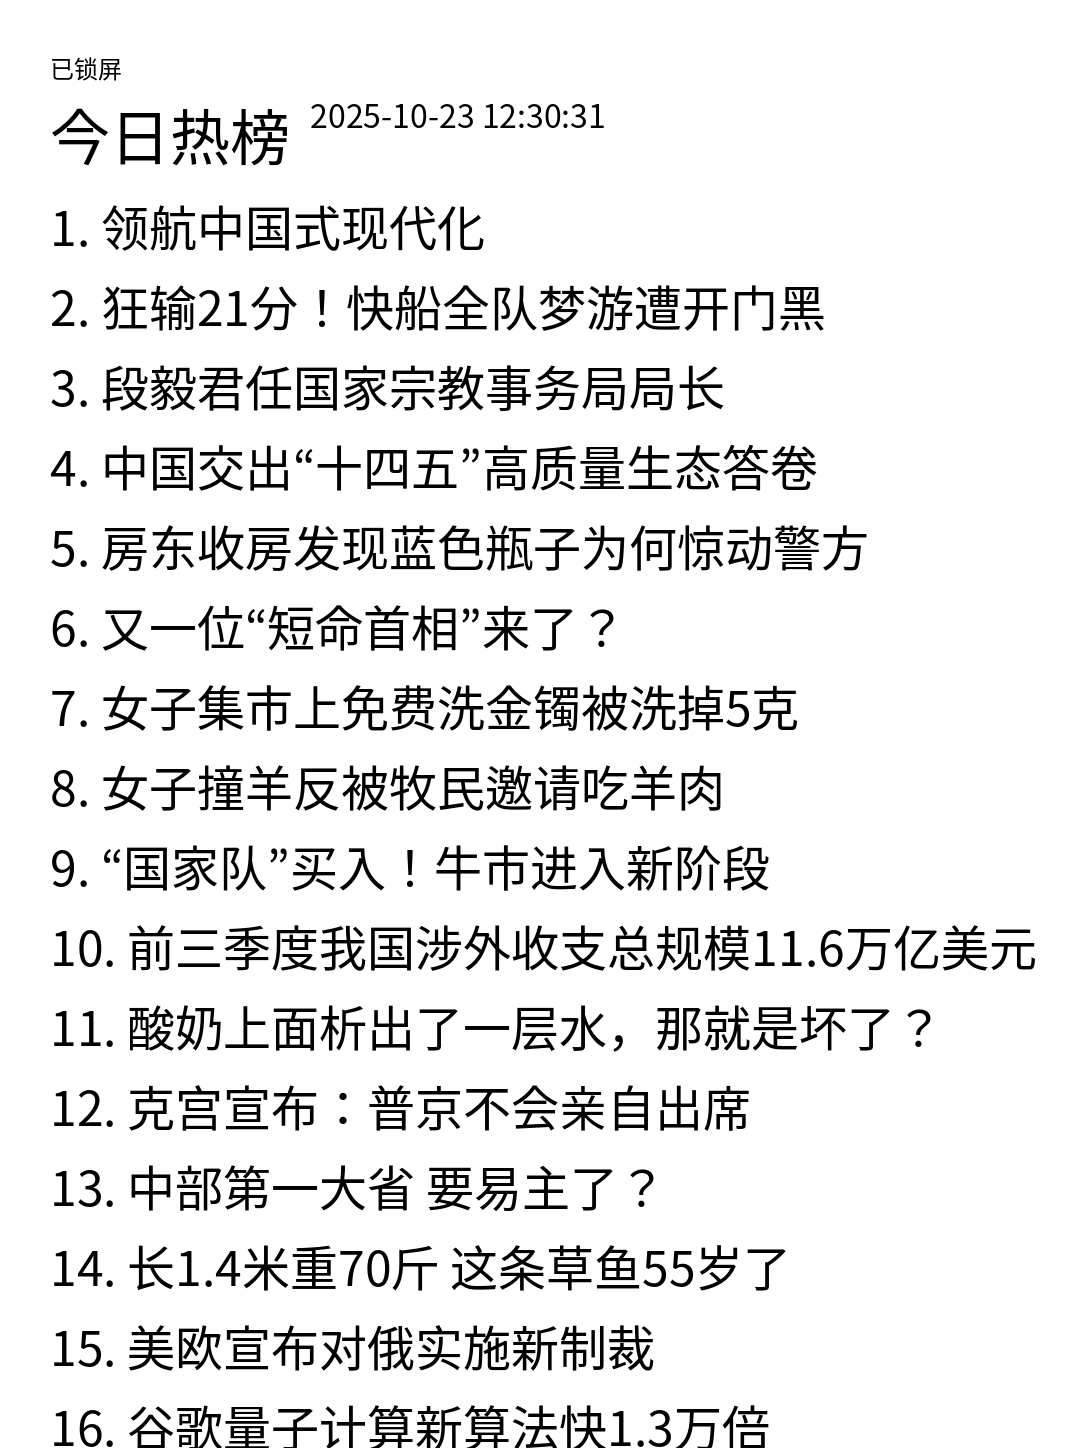 已锁屏
今日热榜 2025-10-23 12:30:31
1. 领航中国式现代化
2. 狂输21分！快船全队梦游遭开门黑
3. 段毅君任国家宗教事务局局长
4. 中国交出“十四五”高质量生态答卷
5. 房东收房发现蓝色瓶子为何惊动警方
6. 又一位“短命首相”来了？
7. 女子集市上免费洗金镯被洗掉5克
8. 女子撞羊反被牧民邀请吃羊肉
9. “国家队”买入！牛市进入新阶段
10. 前三季度我国涉外收支总规模11.6万亿美元
11. 酸奶上面析出了一层水，那就是坏了？
12. 克宫宣布：普京不会亲自出席
13. 中部第一大省 要易主了？
14. 长1.4米重70斤 这条草鱼55岁了
15. 美欧宣布对俄实施新制裁
16. 谷歌量子计算新算法快1.3万倍